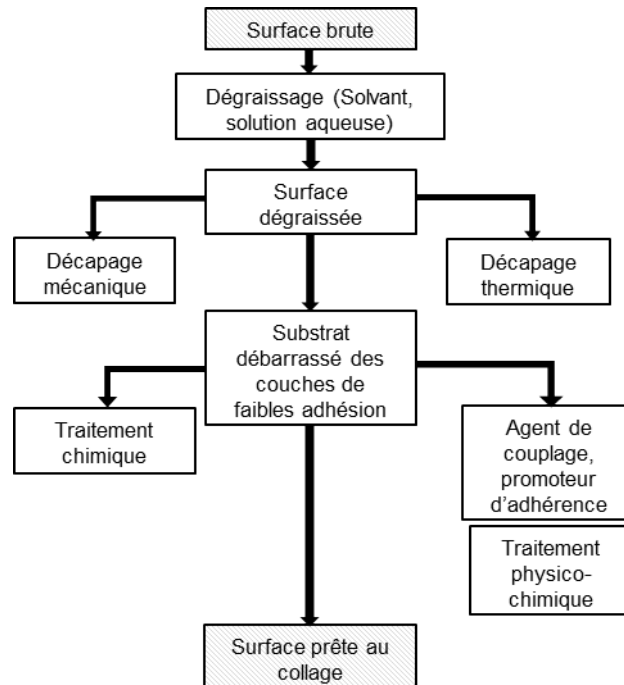 Surface brute
Dégraissage (Solvant,
solution aqueuse)
Surface
dégraissée
Décapage
mécanique
Décapage
thermique
Substrat
débarrassé des
couches de
faibles adhésion
Traitement
chimique
Agent de
couplage,
promoteur
d’adhérence
Traitement
physico-
chimique
Surface prête au
collage